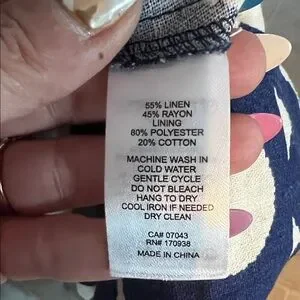 55% LINEN
45% RAYON
LINING
80% POLYESTER
20% COTTON
MACHINE WASH IN
COLD WATER
GENTLE CYCLE
DO NOT BLEACH
HANG TO DRY
COOL IRON IF NEEDED
DRY CLEAN
CA# 07043
RN# 170938
MADE IN CHINA